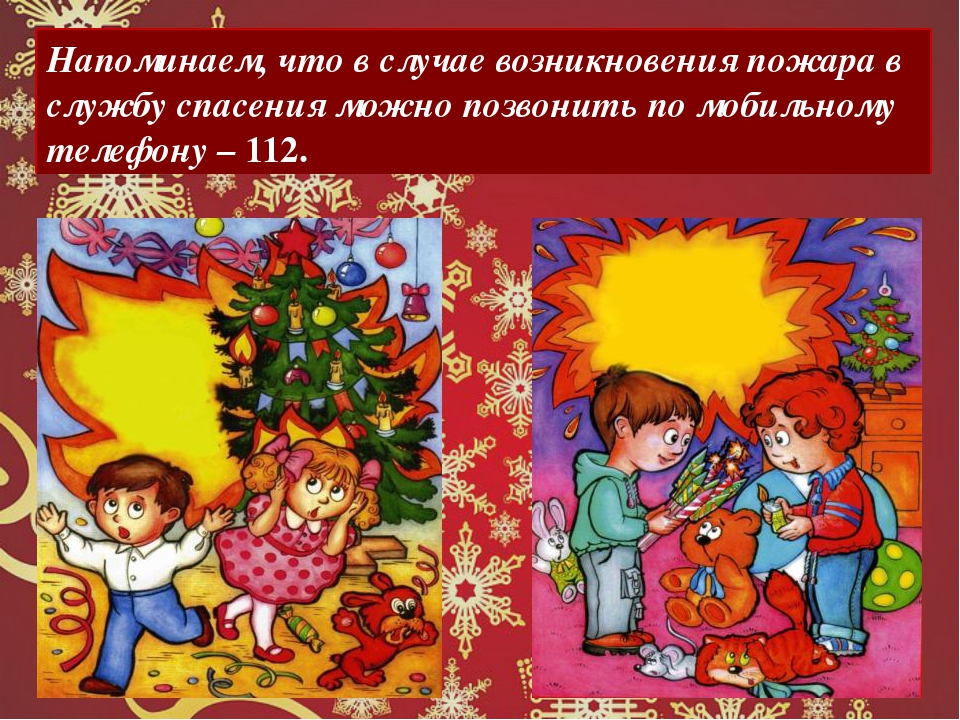 Напоминаем, что в случае возникновения пожара в
службу спасения можно позвонить по мобильному
телефону – 112.